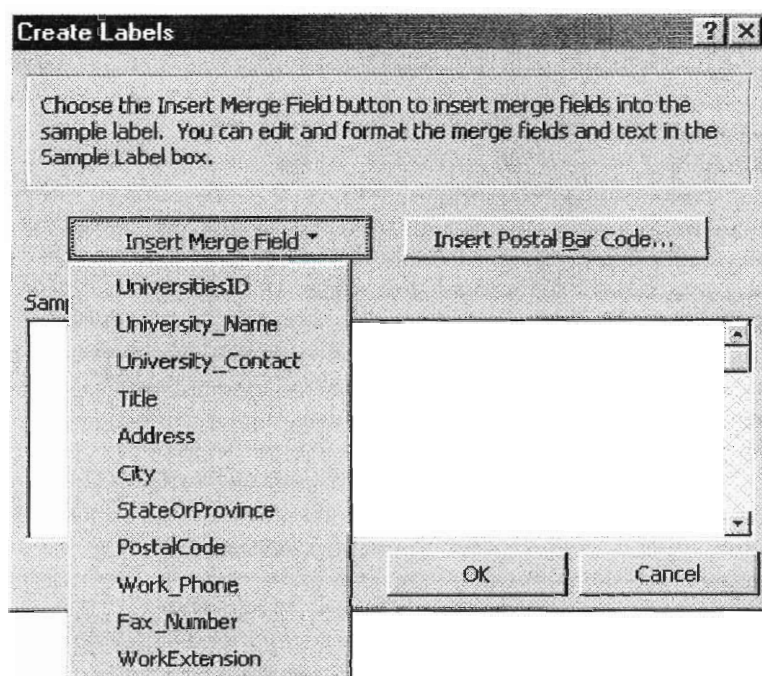 Create Labels
Choose the Insert Merge Field button to insert merge fields into the
sample label. You can edit and format the merge fields and text in the
Sample Label box.
Insert Merge Field
Insert Postal Bar Code...
UniversitiesID
University_Name
University_Contact
Title
Address
City
StateOrProvince
PostalCode
Work_Phone
Fax_Number
WorkExtension
OK
Cancel